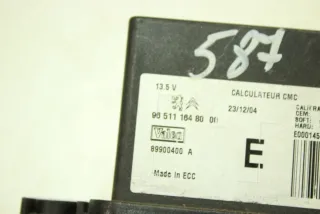 587
13.5 V CALCULATEUR CMC
23/12/04
96 511 164 80
Valeo
89900400 A
E
Made in ECC